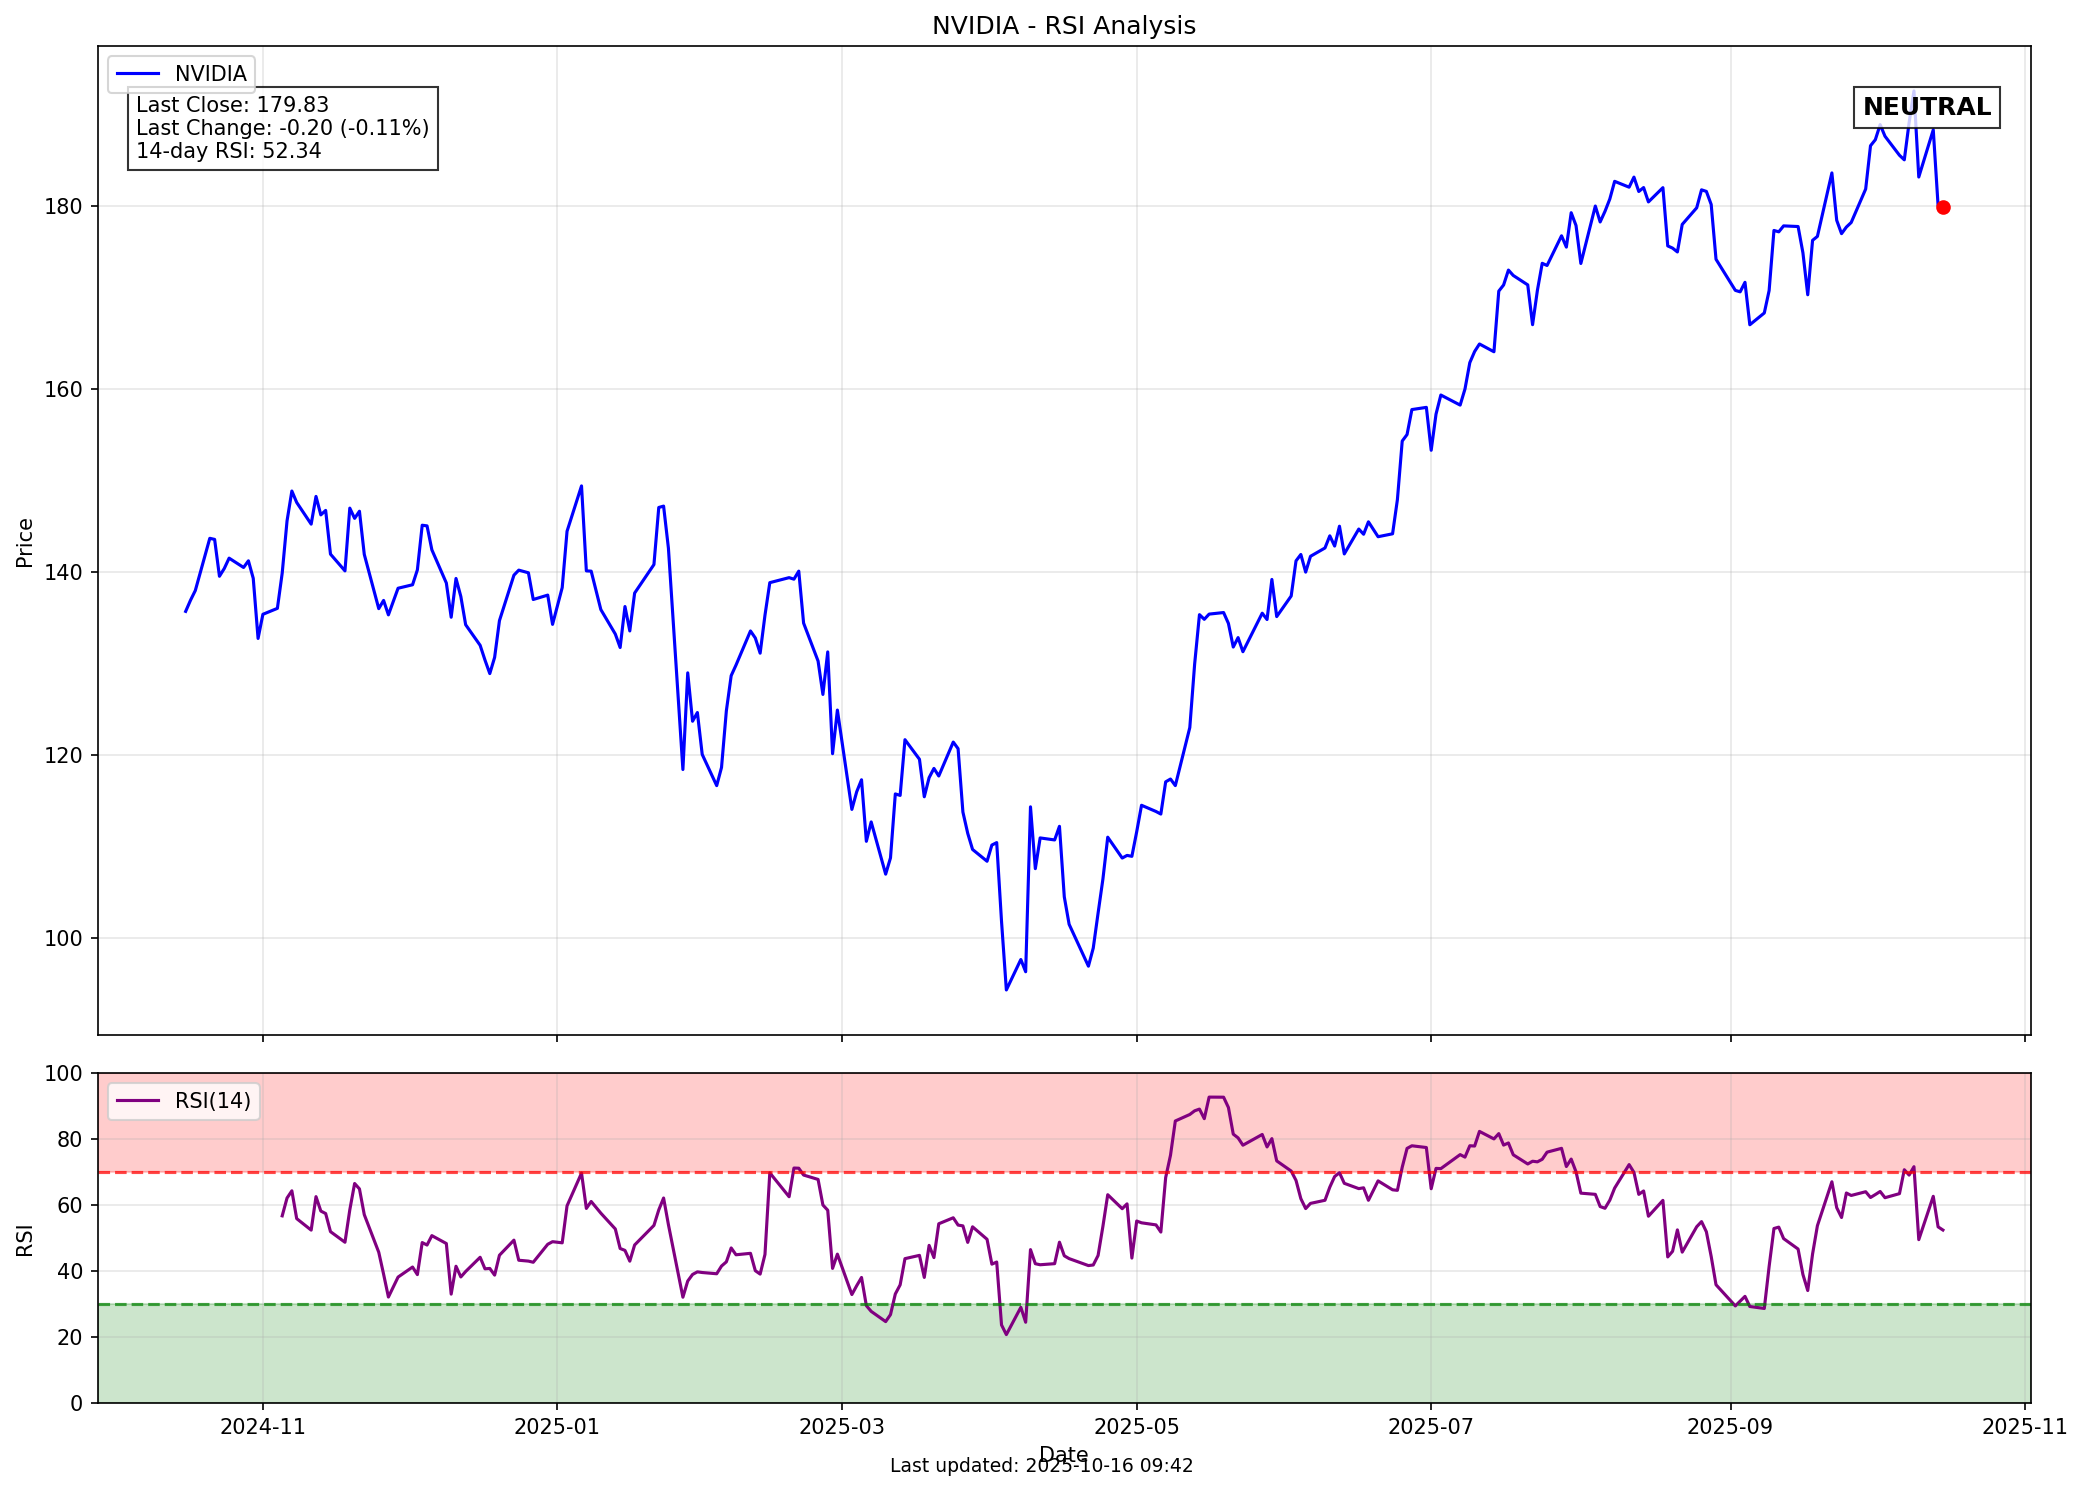 NVIDIA - RSI Analysis
NVIDIA
Last Close: 179.83
Last Change: -0.20 (-0.11%)
14-day RSI: 52.34
NEUTRAL
Price
180
160
140
120
100
RSI(14)
RSI
100
80
60
40
20
0
2024-11
2025-01
2025-03
2025-05
2025-07
2025-09
2025-11
Date
Last updated: 2025-10-16 09:42